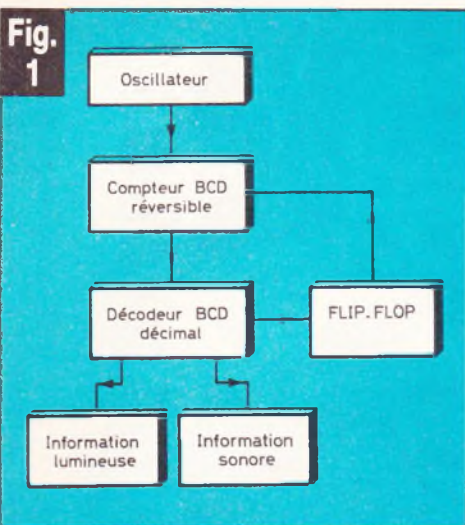 Fig.
1
Oscillateur
Compteur BCD
réversible
Décodeur BCD
décimal
FLIP.FLOP
Information
lumineuse
Information
sonore